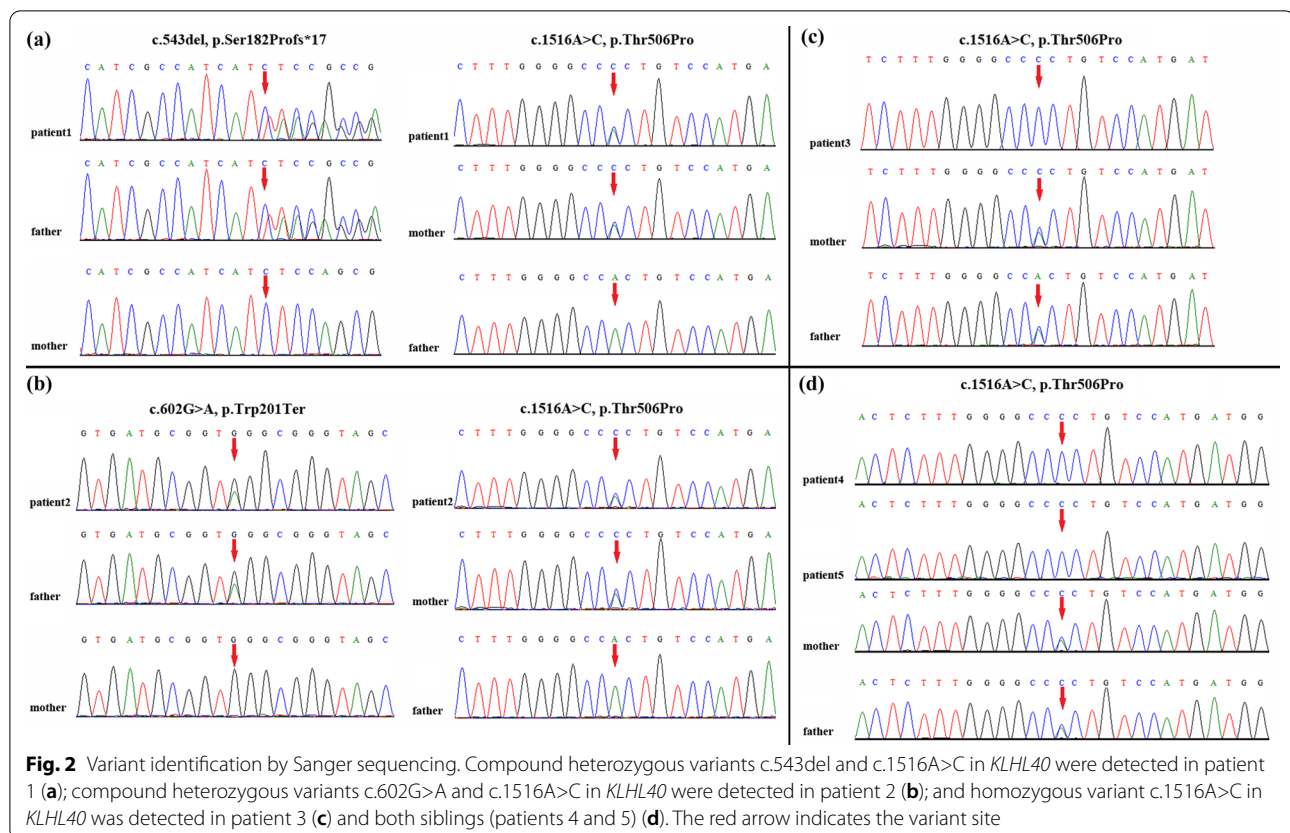 (a)
c.543del, p.Ser182Profs*17
C A T C G C C A T C A T C T C C G C C G
patient1
C A T C G C C A T C A T C T C C G C C G
father
C A T C G C C A T C A T C T C C A G C G
mother
c.1516A>C, p.Thr506Pro
C T T T G G G G C C C C T G T C C A T G A
patient1
C T T T G G G G C C C C T G T C C A T G A
mother
C T T T G G G G C C A C T G T C C A T G A
father
(c)
c.1516A>C, p.Thr506Pro
T C T T T G G G G C C C C T G T C C A T G A T
patient3
T C T T T G G G G C C C C T G T C C A T G A T
mother
T C T T T G G G G C C A C T G T C C A T G A T
father
(b)
c.602G>A, p.Trp201Ter
G T G A T G C G G T G G G C G G G T A G C
patient2
G T G A T G C G G T G G G C G G G T A G C
father
G T G A T G C G G T G G G C G G G T A G C
mother
c.1516A>C, p.Thr506Pro
C T T T G G G G C C C C T G T C C A T G A
patient2
C T T T G G G G C C C C T G T C C A T G A
mother
C T T T G G G G C C A C T G T C C A T G A
father
(d)
c.1516A>C, p.Thr506Pro
A C T C T T T G G G G C C C C T G T C C A T G A T G G
patient4
A C T C T T T G G G G C C C C T G T C C A T G A T G G
patient5
A C T C T T T G G G G C C C C T G T C C A T G A T G G
mother
A C T C T T T G G G G C C C C T G T C C A T G A T G G
father
Fig. 2 Variant identification by Sanger sequencing. Compound heterozygous variants c.543del and c.1516A>C in KLHL40 were detected in patient
1 (a); compound heterozygous variants c.602G>A and c.1516A>C in KLHL40 were detected in patient 2 (b); and homozygous variant c.1516A>C in
KLHL40 was detected in patient 3 (c) and both siblings (patients 4 and 5) (d). The red arrow indicates the variant site